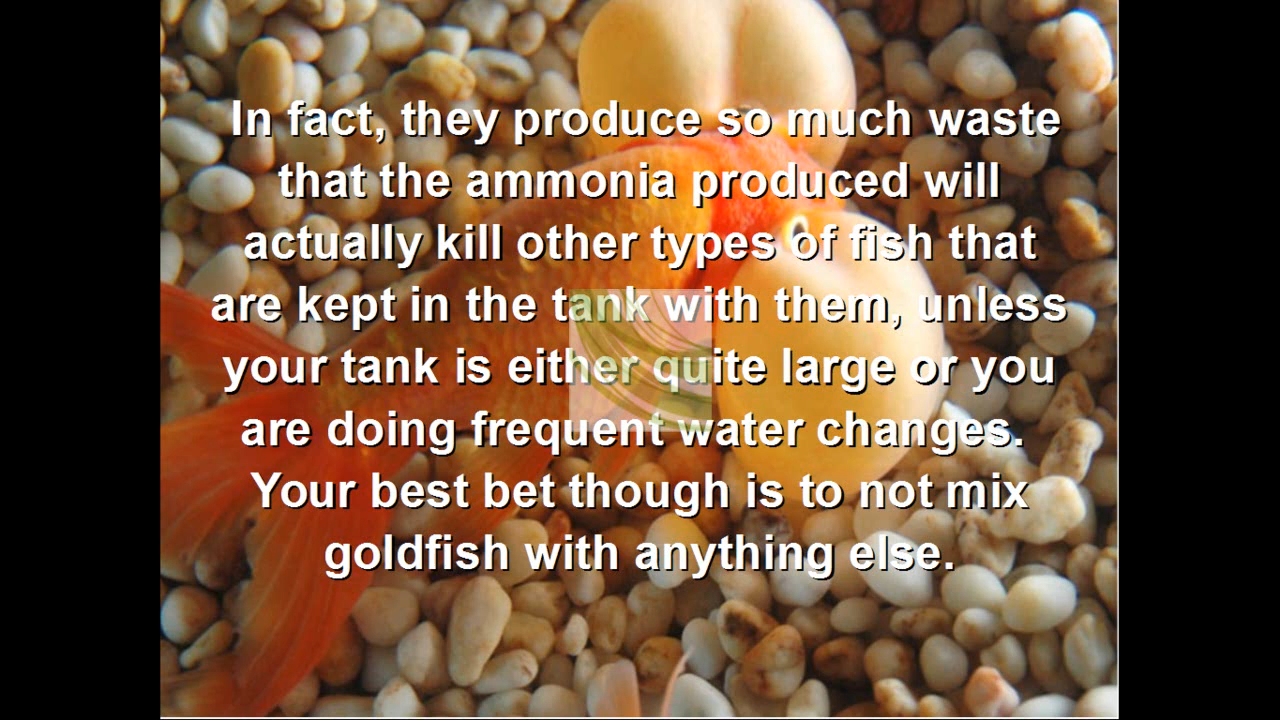 In fact, they produce so much waste
that the ammonia produced will
actually kill other types of fish that
are kept in the tank with them, unless
your tank is either quite large or you
are doing frequent water changes.
Your best bet though is to not mix
goldfish with anything else.